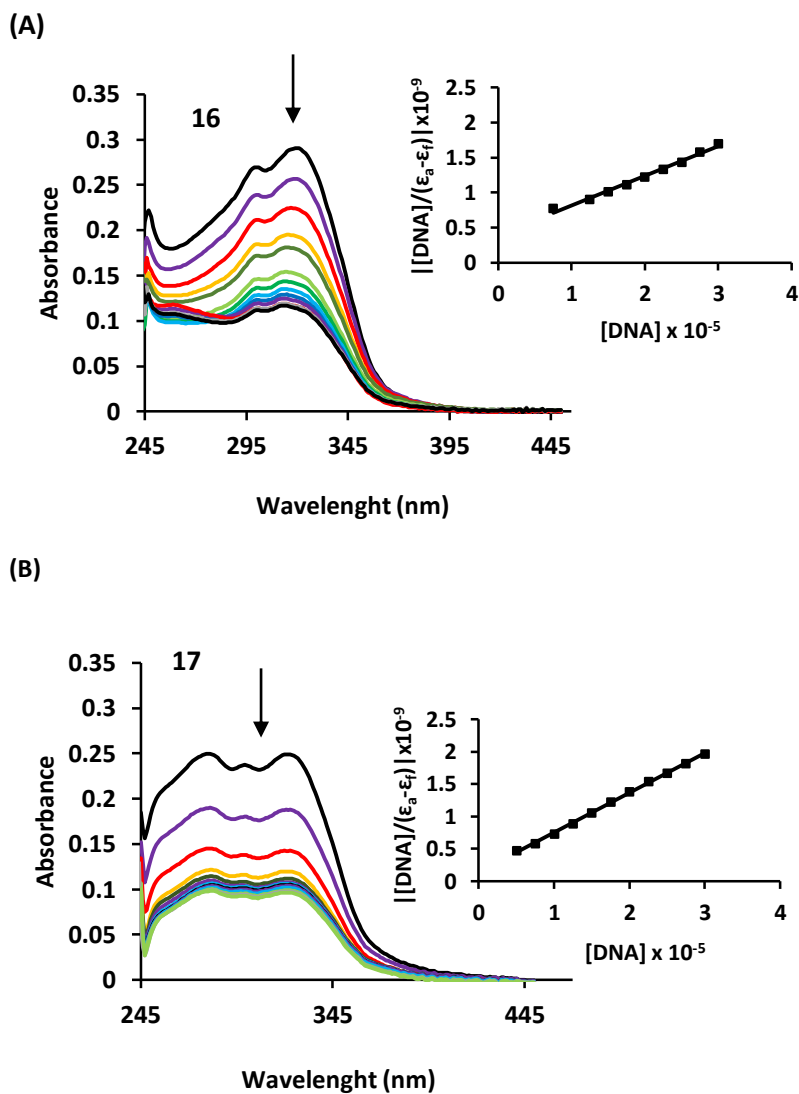 (A)
16
0.35
0.3
0.25
0.2
0.15
0.1
0.05
0
Absorbance
245 295 345 395 445
Wavelenght (nm)
2.5
2
1.5
1
0.5
0
||[DNA]/(εa-εf)|x10-9
0 1 2 3 4
[DNA] x 10-5
(B)
17
0.35
0.3
0.25
0.2
0.15
0.1
0.05
0
Absorbance
245 345 445
Wavelenght (nm)
2.5
2
1.5
1
0.5
0
||[DNA]/(εa-εf)|x10-9
0 1 2 3 4
[DNA] x 10-5